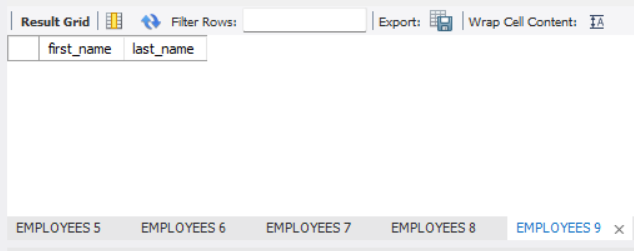 Result Grid Filter Rows: Export: Wrap Cell Content: IA
first_name last_name
EMPLOYEES 5 EMPLOYEES 6 EMPLOYEES 7 EMPLOYEES 8 EMPLOYEES 9